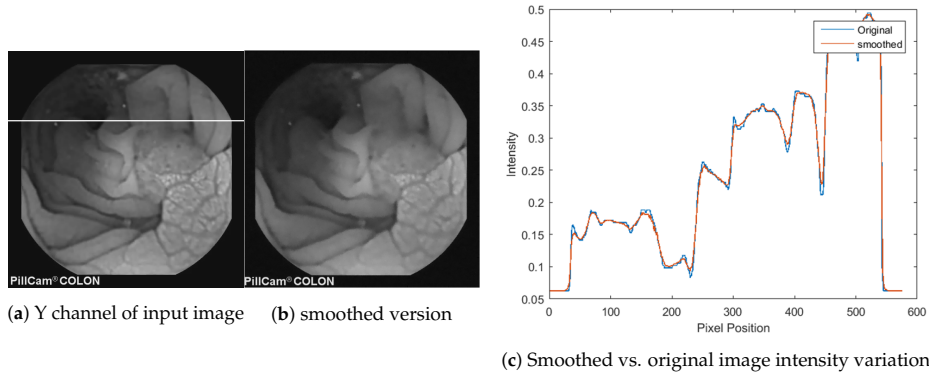 PillCam® COLON
PillCam® COLON
(a) Y channel of input image
(b) smoothed version
0.5
0.45
0.4
0.35
0.3
0.25
0.2
0.15
0.1
0.05
Intensity
0
100
200
300
400
500
600
Pixel Position
Original
smoothed
(c) Smoothed vs. original image intensity variation